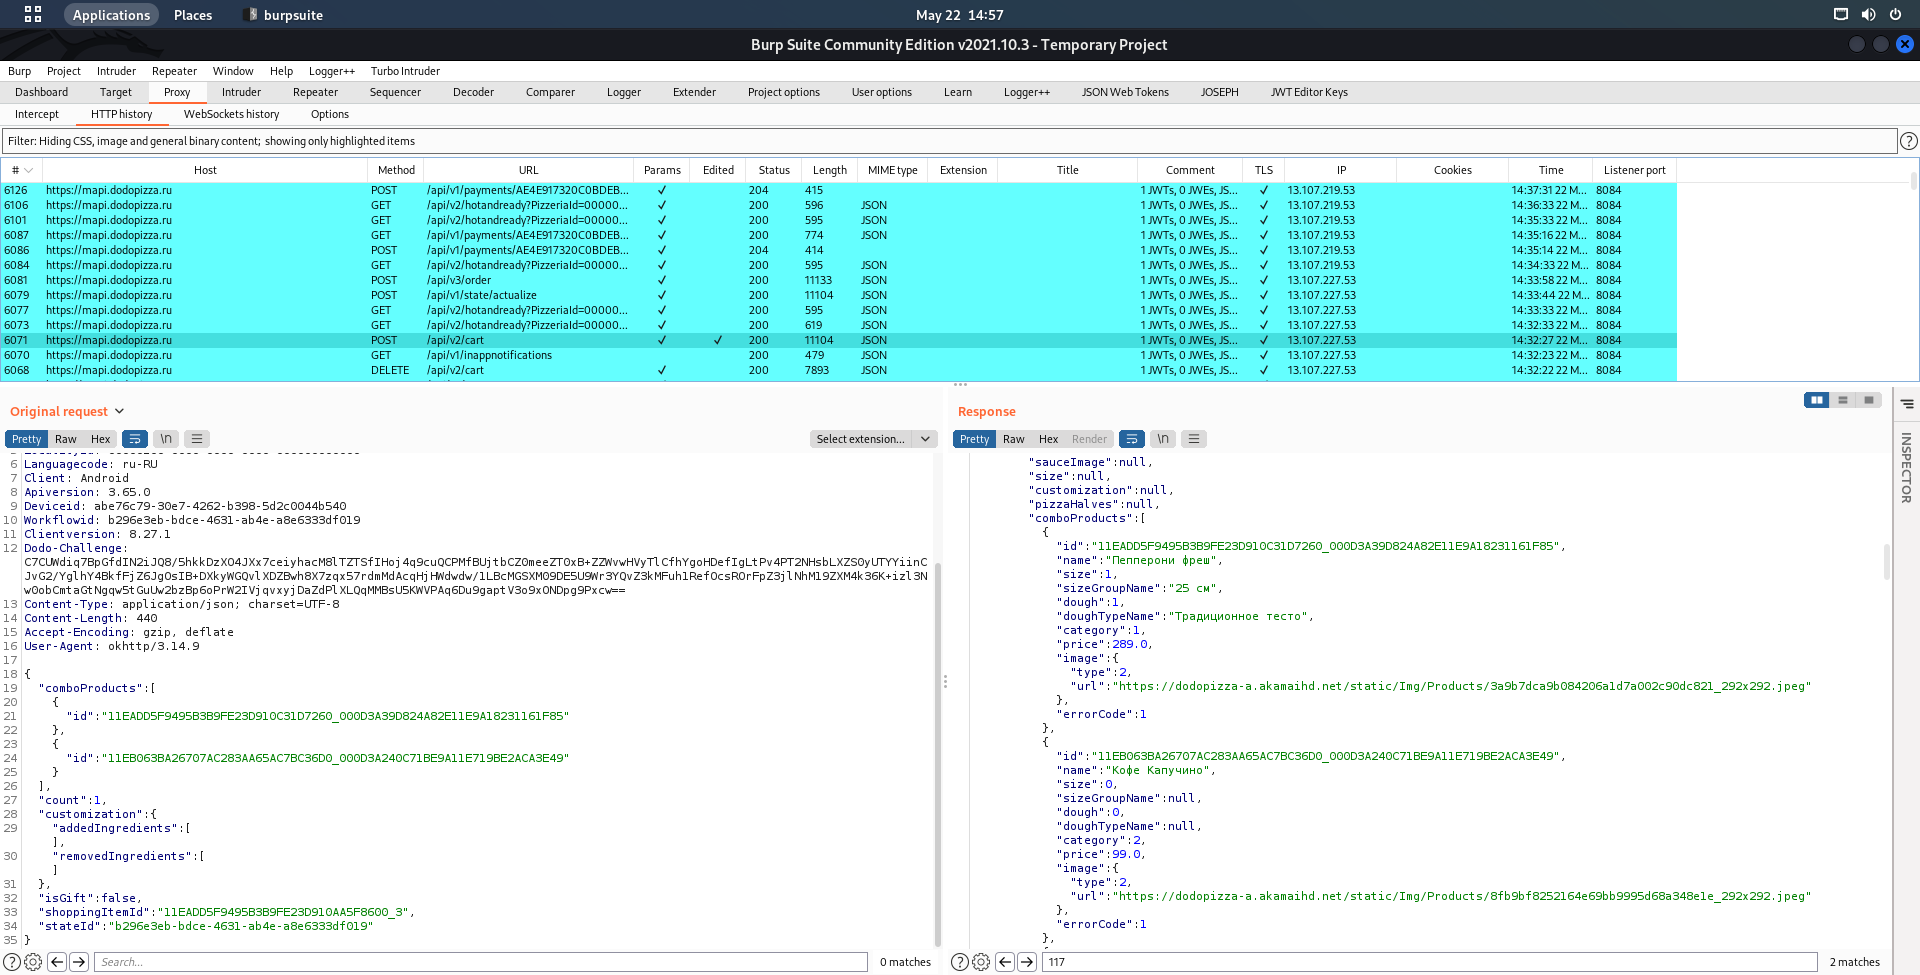 Applications Places burpsuite May 22 14:57
Burp Suite Community Edition v2021.10.3 - Temporary Project
Burp Project Intruder Repeater Window Help Logger++ Turbo Intruder
Dashboard Target Proxy Intruder Repeater Sequencer Decoder Comparer Logger Extender Project options User options Learn Logger++ JSON Web Tokens JOSEPH JWT Editor Keys
Intercept HTTP history WebSockets history Options
Filter: Hiding CSS, image and general binary content; showing only highlighted items
# Host Method URL Params Edited Status Length MIME type Extension Title Comment TLS IP Cookies Time Listener port
6126 https://mapi.dodopizza.ru POST /api/v1/payments/AE4E917320C0BDEB... ✓ 204 415 1 JWTs, 0 JWEs, JS... ✓ 13.107.219.53 14:37:31 22 M... 8084
6106 https://mapi.dodopizza.ru GET /api/v2/hotandready?PizzeriaId=00000... ✓ 200 596 JSON 1 JWTs, 0 JWEs, JS... ✓ 13.107.219.53 14:36:33 22 M... 8084
6101 https://mapi.dodopizza.ru GET /api/v2/hotandready?PizzeriaId=00000... ✓ 200 595 JSON 1 JWTs, 0 JWEs, JS... ✓ 13.107.219.53 14:35:33 22 M... 8084
6087 https://mapi.dodopizza.ru GET /api/v1/payments/AE4E917320C0BDEB... ✓ 200 774 JSON 1 JWTs, 0 JWEs, JS... ✓ 13.107.219.53 14:35:16 22 M... 8084
6086 https://mapi.dodopizza.ru POST /api/v1/payments/AE4E917320C0BDEB... ✓ 204 414 1 JWTs, 0 JWEs, JS... ✓ 13.107.219.53 14:35:14 22 M... 8084
6084 https://mapi.dodopizza.ru GET /api/v2/hotandready?PizzeriaId=00000... ✓ 200 595 JSON 1 JWTs, 0 JWEs, JS... ✓ 13.107.219.53 14:34:33 22 M... 8084
6081 https://mapi.dodopizza.ru POST /api/v3/order ✓ 200 11133 JSON 1 JWTs, 0 JWEs, JS... ✓ 13.107.227.53 14:33:58 22 M... 8084
6079 https://mapi.dodopizza.ru POST /api/v1/state/actualize ✓ 200 11104 JSON 1 JWTs, 0 JWEs, JS... ✓ 13.107.227.53 14:33:44 22 M... 8084
6077 https://mapi.dodopizza.ru GET /api/v2/hotandready?PizzeriaId=00000... ✓ 200 595 JSON 1 JWTs, 0 JWEs, JS... ✓ 13.107.227.53 14:33:33 22 M... 8084
6073 https://mapi.dodopizza.ru GET /api/v2/hotandready?PizzeriaId=00000... ✓ 200 619 JSON 1 JWTs, 0 JWEs, JS... ✓ 13.107.227.53 14:32:33 22 M... 8084
6071 https://mapi.dodopizza.ru POST /api/v2/cart ✓ ✓ 200 11104 JSON 1 JWTs, 0 JWEs, JS... ✓ 13.107.227.53 14:32:27 22 M... 8084
6070 https://mapi.dodopizza.ru GET /api/v1/inappnotifications 200 479 JSON 1 JWTs, 0 JWEs, JS... ✓ 13.107.227.53 14:32:23 22 M... 8084
6068 https://mapi.dodopizza.ru DELETE /api/v2/cart ✓ 200 7893 JSON 1 JWTs, 0 JWEs, JS... ✓ 13.107.227.53 14:32:22 22 M... 8084
Original request
Pretty Raw Hex \n Select extension...
6 Languagecode: ru-RU
7 Client: Android
8 Apiversion: 3.65.0
9 Deviceid: abe76c79-30e7-4262-b398-5d2c0044b540
10 Workflowid: b296e3eb-bdce-4631-ab4e-a8e6333df019
11 Clientversion: 8.27.1
12 Dodo-Challenge:
13 Content-Type: application/json; charset=UTF-8
14 Content-Length: 440
15 Accept-Encoding: gzip, deflate
16 User-Agent: okhttp/3.14.9
17
18 {
19 "comboProducts":[
20 {
21 "id":"11EADD5F9495B3B9FE23D910C31D7260_000D3A39D824A82E11E9A18231161F85"
22 },
23 {
24 "id":"11EB063BA26707AC283AA65AC7BC36D0_000D3A240C71BE9A11E719BE2ACA3E49"
25 }
26 ],
27 "count":1,
28 "customization":{
29 "addedIngredients":[
],
30 "removedIngredients":[
]
31 },
32 "isGift":false,
33 "shoppingItemId":"11EADD5F9495B3B9FE23D910AA5F8600_3",
34 "stateId":"b296e3eb-bdce-4631-ab4e-a8e6333df019"
35 }
Search... 0 matches
Response
Pretty Raw Hex Render \n
"sauceImage":null,
"size":null,
"customization":null,
"pizzaHalves":null,
"comboProducts":[
{
"id":"11EADD5F9495B3B9FE23D910C31D7260_000D3A39D824A82E11E9A18231161F85",
"name":"Пепперони фреш",
"size":1,
"sizeGroupName":"25 см",
"dough":1,
"doughTypeName":"Традиционное тесто",
"category":1,
"price":289.0,
"image":{
"type":2,
"url":"https://dodopizza-a.akamaihd.net/static/Img/Products/3a9b7dca9b084206a1d7a002c90dc821_292x292.jpeg"
},
"errorCode":1
},
{
"id":"11EB063BA26707AC283AA65AC7BC36D0_000D3A240C71BE9A11E719BE2ACA3E49",
"name":"Кофе Капучино",
"size":0,
"sizeGroupName":null,
"dough":0,
"doughTypeName":null,
"category":2,
"price":99.0,
"image":{
"type":2,
"url":"https://dodopizza-a.akamaihd.net/static/Img/Products/8fb9bf8252164e69bb9995d68a348e1e_292x292.jpeg"
},
"errorCode":1
},
117 2 matches
INSPECTOR